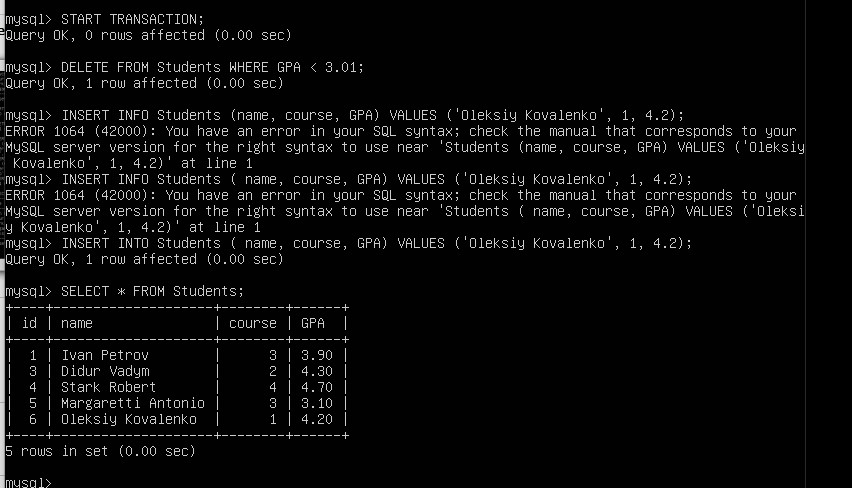 mysql> START TRANSACTION;
Query OK, 0 rows affected (0.00 sec)
mysql> DELETE FROM Students WHERE GPA < 3.01;
Query OK, 1 row affected (0.00 sec)
mysql> INSERT INFO Students (name, course, GPA) VALUES ('Oleksiy Kovalenko', 1, 4.2);
ERROR 1064 (42000): You have an error in your SQL syntax; check the manual that corresponds to your
MySQL server version for the right syntax to use near 'Students (name, course, GPA) VALUES ('Oleksiy
 Kovalenko', 1, 4.2)' at line 1
mysql> INSERT INFO Students ( name, course, GPA) VALUES ('Oleksiy Kovalenko', 1, 4.2);
ERROR 1064 (42000): You have an error in your SQL syntax; check the manual that corresponds to your
MySQL server version for the right syntax to use near 'Students ( name, course, GPA) VALUES ('Oleksi
y Kovalenko', 1, 4.2)' at line 1
mysql> INSERT INTO Students ( name, course, GPA) VALUES ('Oleksiy Kovalenko', 1, 4.2);
Query OK, 1 row affected (0.00 sec)
mysql> SELECT * FROM Students;
+----+--------------------+--------+------+
| id | name               | course | GPA  |
+----+--------------------+--------+------+
|  1 | Ivan Petrov        |      3 | 3.90 |
|  3 | Didur Vadym        |      2 | 4.30 |
|  4 | Stark Robert       |      4 | 4.70 |
|  5 | Margaretti Antonio |      3 | 3.10 |
|  6 | Oleksiy Kovalenko  |      1 | 4.20 |
+----+--------------------+--------+------+
5 rows in set (0.00 sec)
mysql>